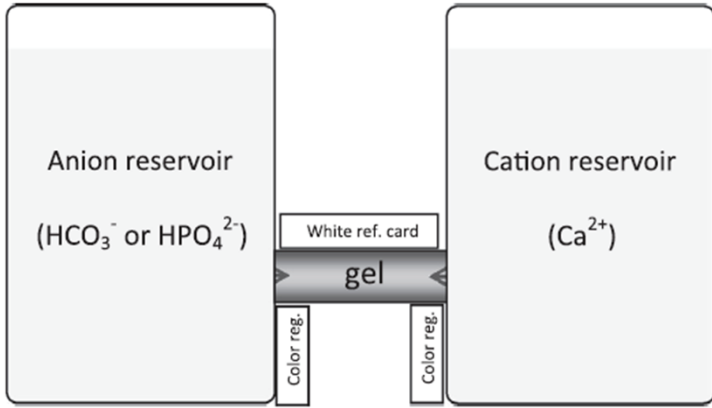 Anion reservoir
(HCO₃⁻ or HPO₄²⁻)
Cation reservoir
(Ca²⁺)
White ref. card
gel
Color reg.
Color reg.